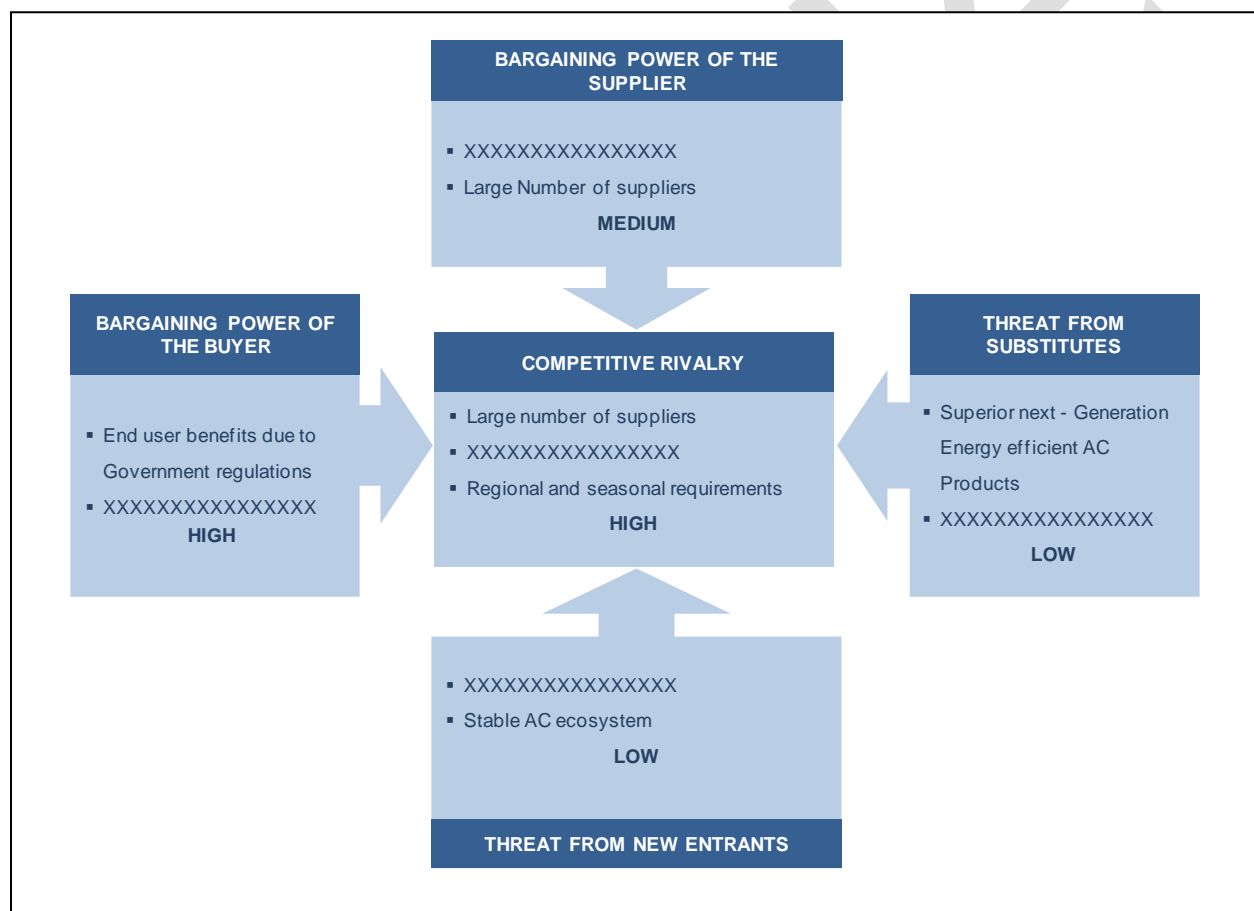 BARGAINING POWER OF THE
SUPPLIER
▪ XXXXXXXXXXXXXXXX
▪ Large Number of suppliers
MEDIUM
BARGAINING POWER OF
THE BUYER
▪ End user benefits due to
Government regulations
▪ XXXXXXXXXXXXXXXX
HIGH
COMPETITIVE RIVALRY
▪ Large number of suppliers
▪ XXXXXXXXXXXXXXXX
▪ Regional and seasonal requirements
HIGH
THREAT FROM
SUBSTITUTES
▪ Superior next - Generation
Energy efficient AC
Products
▪ XXXXXXXXXXXXXXXX
LOW
▪ XXXXXXXXXXXXXXXX
▪ Stable AC ecosystem
LOW
THREAT FROM NEW ENTRANTS